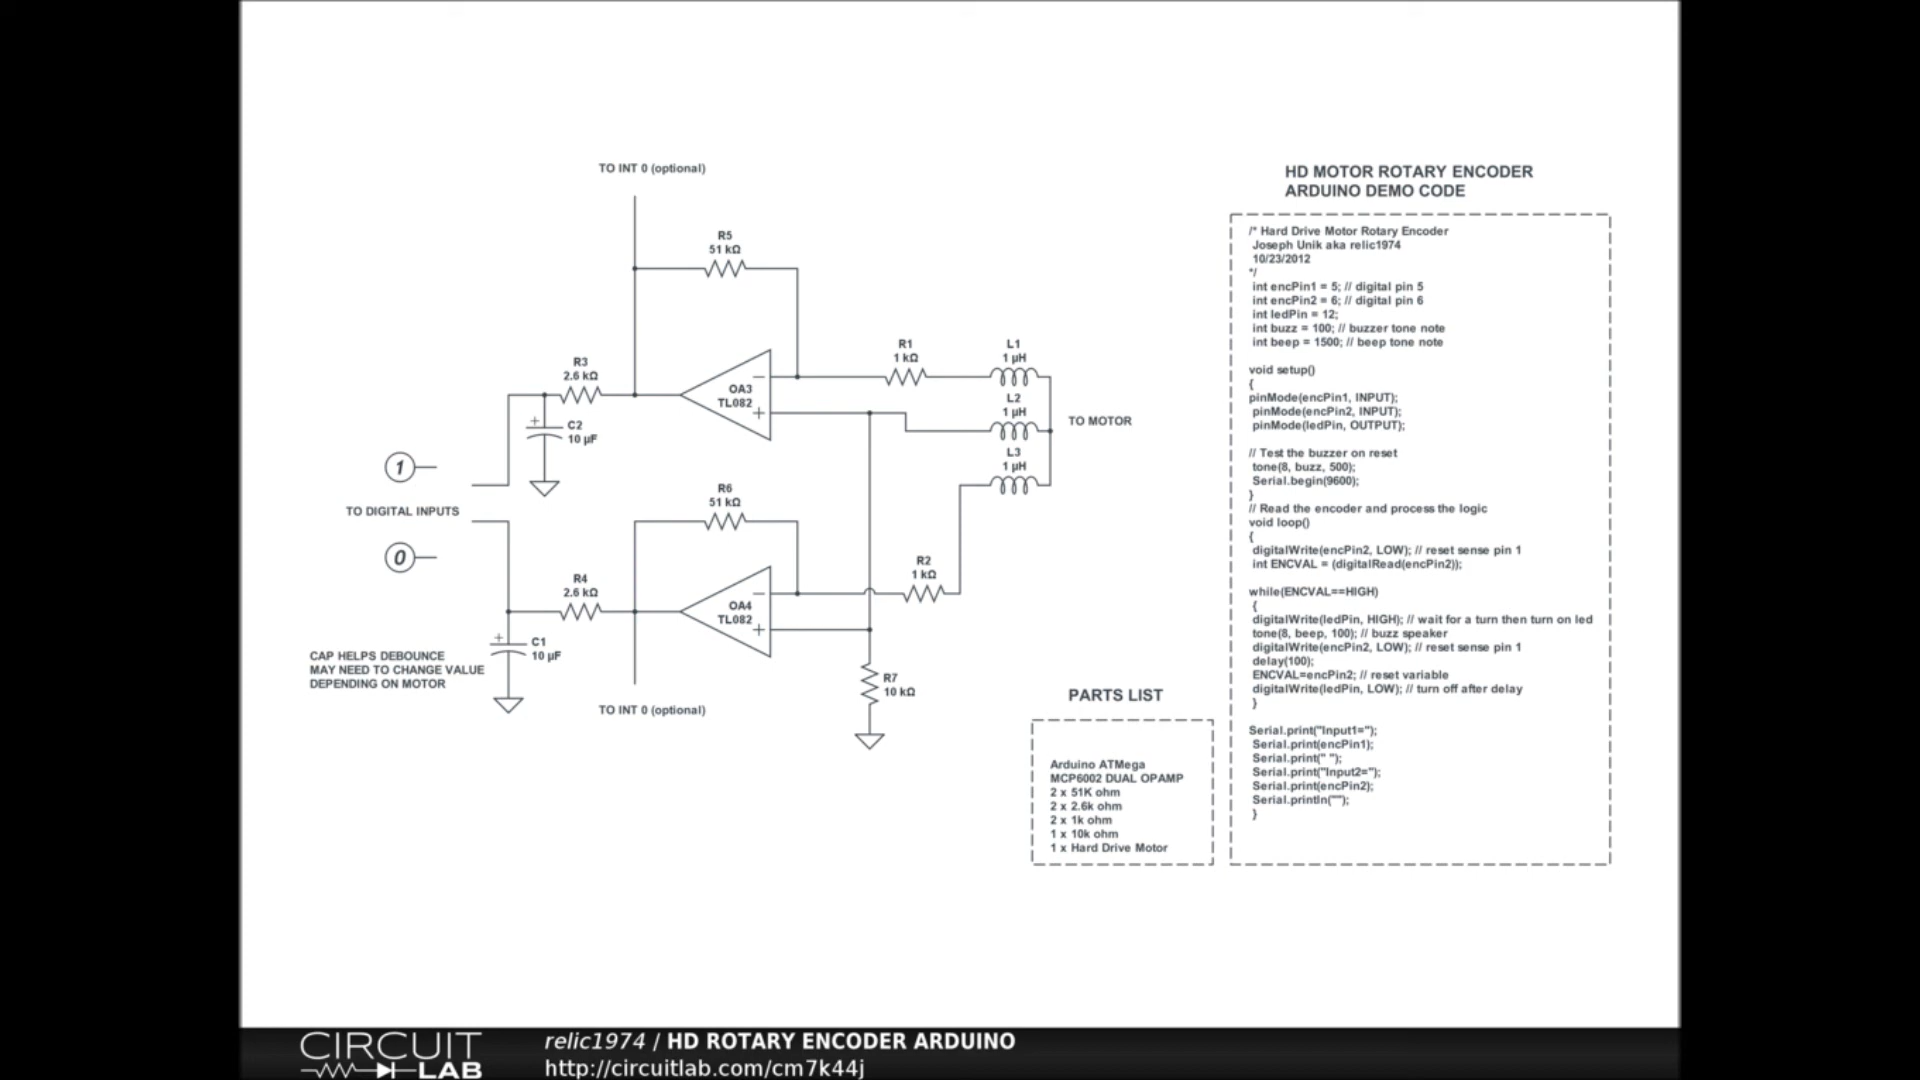 TO INT 0 (optional)
R5
51 kΩ
R3
2.6 kΩ
OA3
TL082
R1
1 kΩ
L1
1 µH
L2
1 µH
L3
1 µH
TO MOTOR
+
C2
10 µF
1
TO DIGITAL INPUTS
0
R6
51 kΩ
R4
2.6 kΩ
OA4
TL082
R2
1 kΩ
+
C1
10 µF
CAP HELPS DEBOUNCE
MAY NEED TO CHANGE VALUE
DEPENDING ON MOTOR
TO INT 0 (optional)
R7
10 kΩ
PARTS LIST
Arduino ATMega
MCP6002 DUAL OPAMP
2 x 51K ohm
2 x 2.6k ohm
2 x 1k ohm
1 x 10k ohm
1 x Hard Drive Motor
HD MOTOR ROTARY ENCODER
ARDUINO DEMO CODE
/* Hard Drive Motor Rotary Encoder
Joseph Unik aka relic1974
10/23/2012
*/
int encPin1 = 5; // digital pin 5
int encPin2 = 6; // digital pin 6
int ledPin = 12;
int buzz = 100; // buzzer tone note
int beep = 1500; // beep tone note
void setup()
{
pinMode(encPin1, INPUT);
pinMode(encPin2, INPUT);
pinMode(ledPin, OUTPUT);
// Test the buzzer on reset
tone(8, buzz, 500);
Serial.begin(9600);
}
// Read the encoder and process the logic
void loop()
{
digitalWrite(encPin2, LOW); // reset sense pin 1
int ENCVAL = (digitalRead(encPin2));
while(ENCVAL==HIGH)
{
digitalWrite(ledPin, HIGH); // wait for a turn then turn on led
tone(8, beep, 100); // buzz speaker
digitalWrite(encPin2, LOW); // reset sense pin 1
delay(100);
ENCVAL=encPin2; // reset variable
digitalWrite(ledPin, LOW); // turn off after delay
}
Serial.print("Input1=");
Serial.print(encPin1);
Serial.print(" ");
Serial.print("Input2=");
Serial.print(encPin2);
Serial.println("");
}
CIRCUIT
LAB
relic1974 / HD ROTARY ENCODER ARDUINO
http://circuitlab.com/cm7k44j